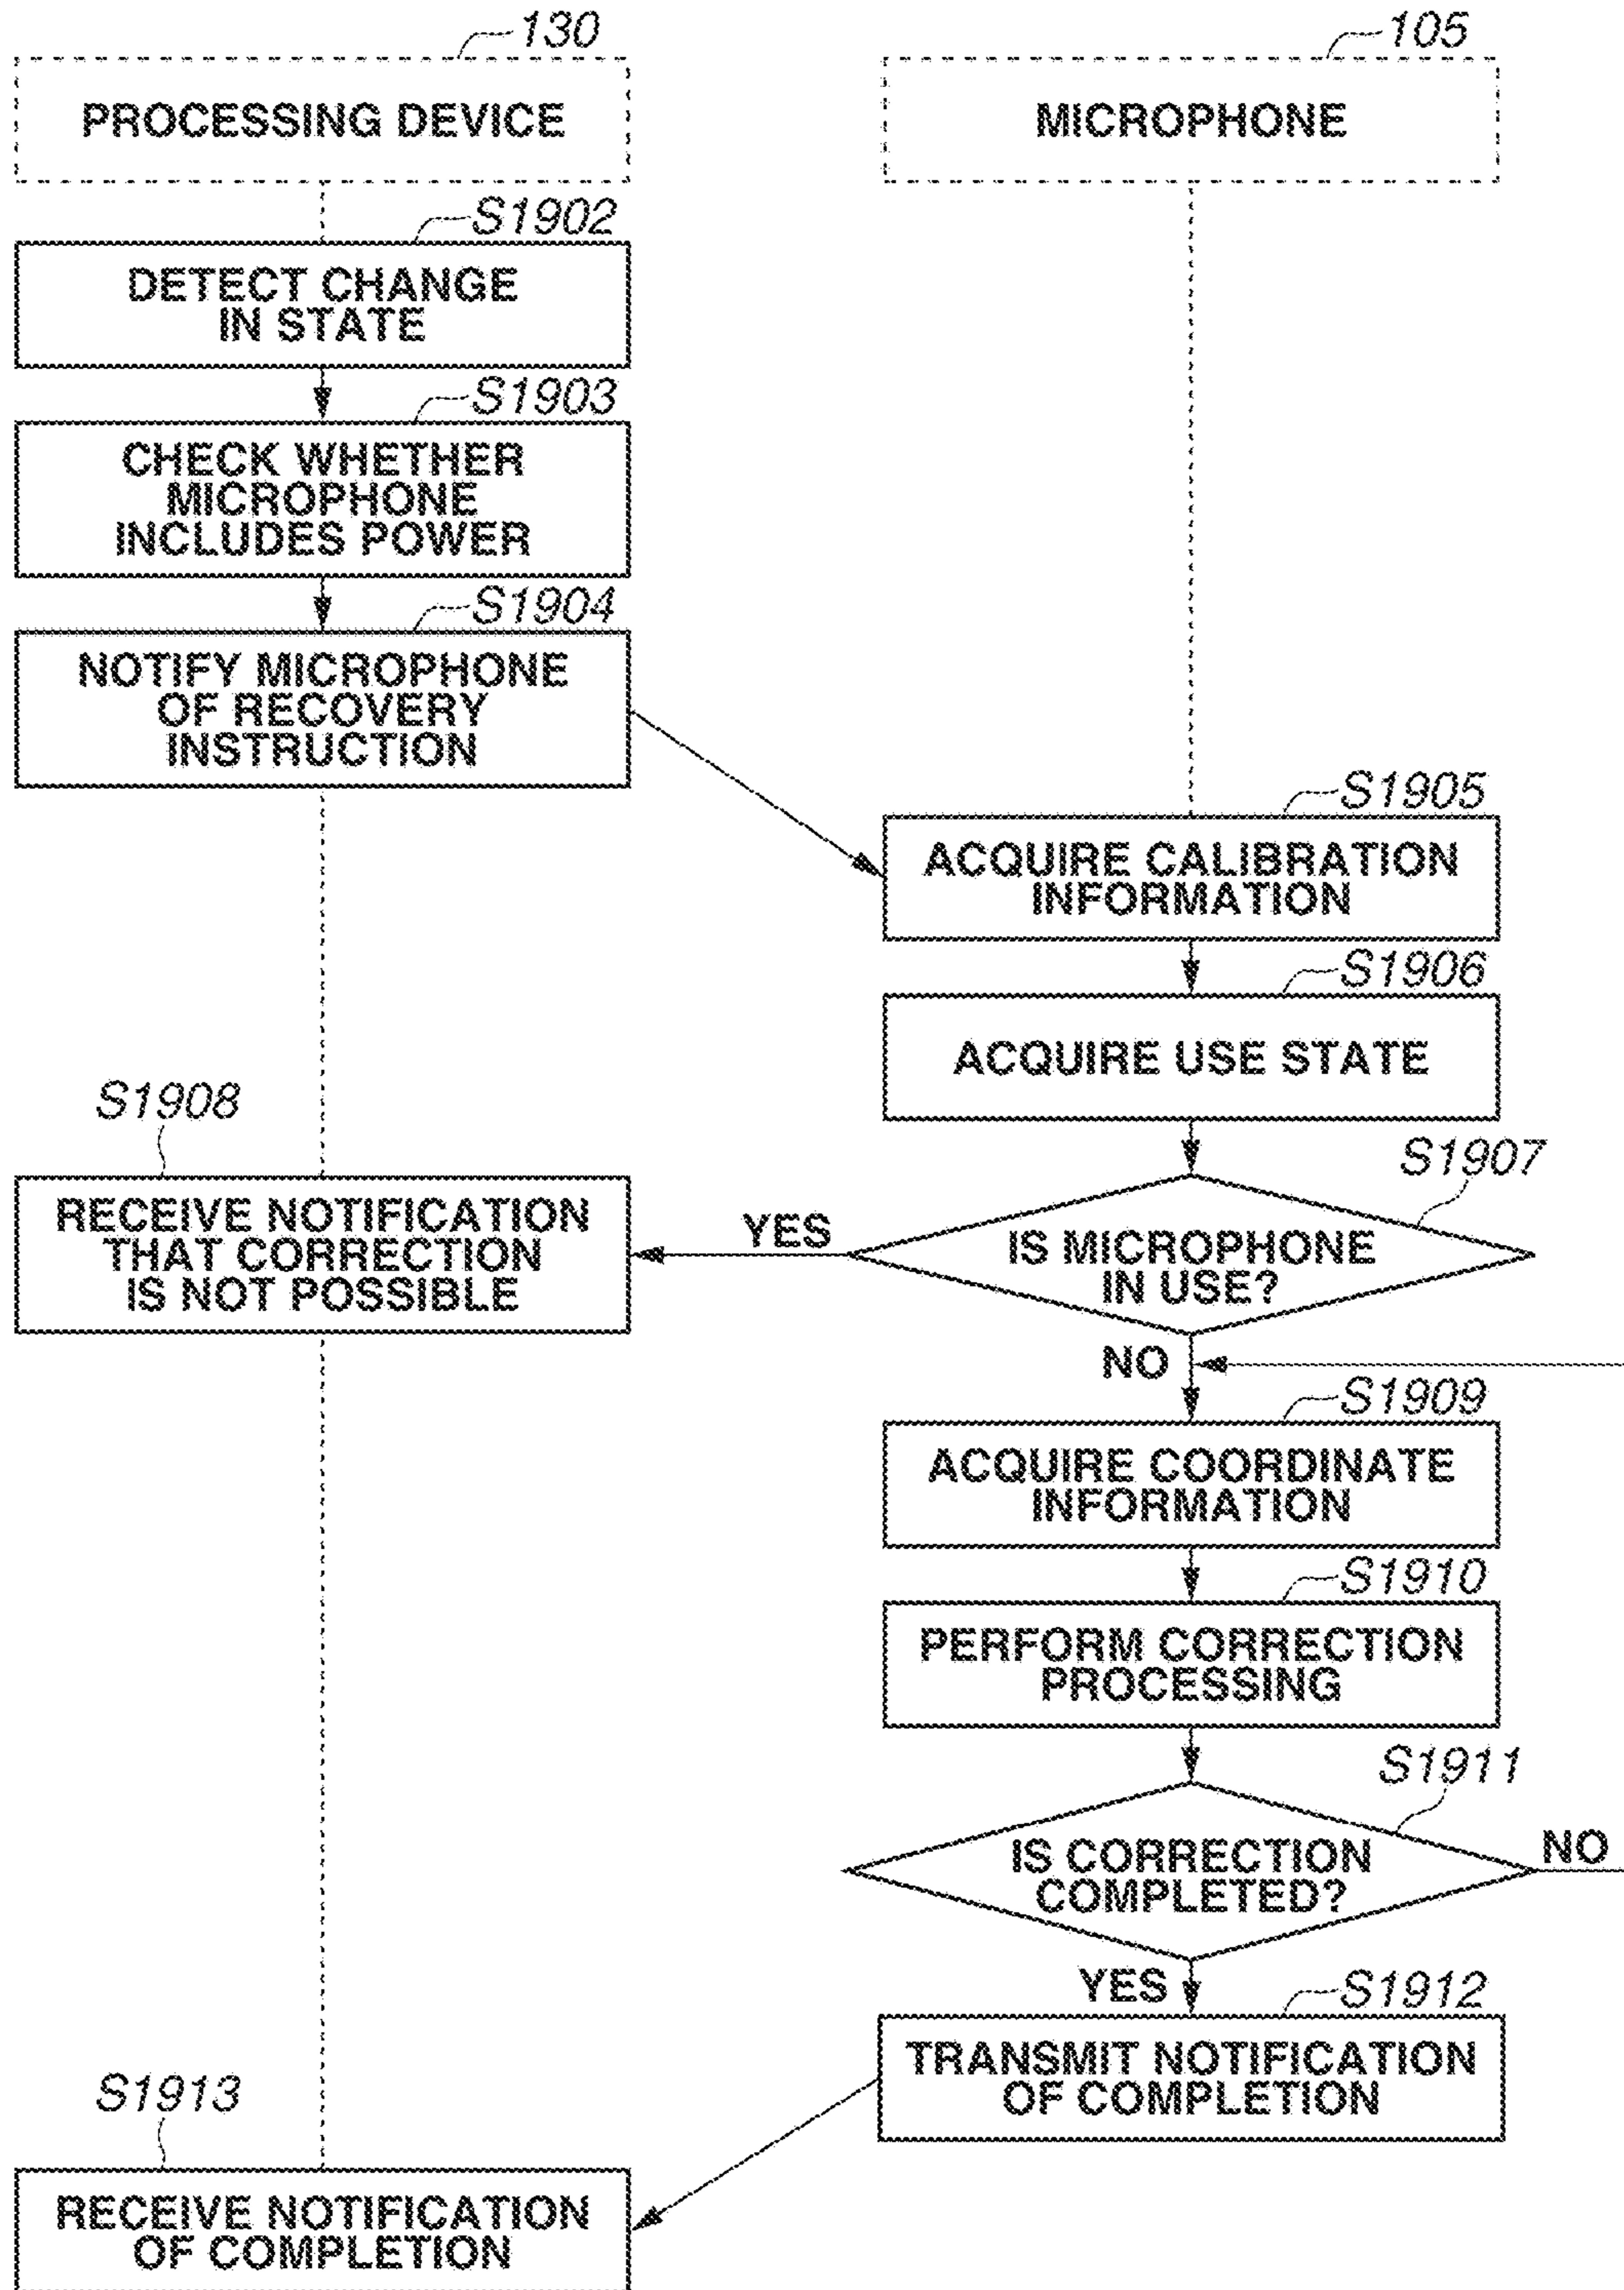 130
PROCESSING DEVICE
105
MICROPHONE
S1902
DETECT CHANGE
IN STATE
S1903
CHECK WHETHER
MICROPHONE
INCLUDES POWER
S1904
NOTIFY MICROPHONE
OF RECOVERY
INSTRUCTION
S1905
ACQUIRE CALIBRATION
INFORMATION
S1906
ACQUIRE USE STATE
S1907
IS MICROPHONE
IN USE?
YES
S1908
RECEIVE NOTIFICATION
THAT CORRECTION
IS NOT POSSIBLE
NO
S1909
ACQUIRE COORDINATE
INFORMATION
S1910
PERFORM CORRECTION
PROCESSING
S1911
IS CORRECTION
COMPLETED?
NO
YES
S1912
TRANSMIT NOTIFICATION
OF COMPLETION
S1913
RECEIVE NOTIFICATION
OF COMPLETION